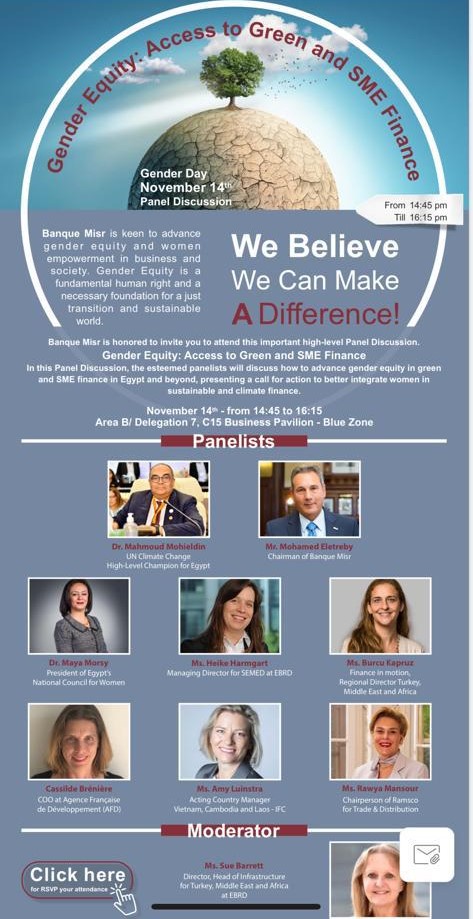 Gender Equity: Access to Green and SME Finance
Gender Day
November 14th
Panel Discussion
From 14:45 pm
Till 16:15 pm
Banque Misr is keen to advance
gender equity and women
empowerment in business and
society. Gender Equity is a
fundamental human right and a
necessary foundation for a just
transition and sustainable
world.
We Believe
We Can Make
A Difference!
Banque Misr is honored to invite you to attend this important high-level Panel Discussion.
Gender Equity: Access to Green and SME Finance
In this Panel Discussion, the esteemed panelists will discuss how to advance gender equity in green
and SME finance in Egypt and beyond, presenting a call for action to better integrate women in
sustainable and climate finance.
November 14th - from 14:45 to 16:15
Area B/ Delegation 7, C15 Business Pavilion - Blue Zone
Panelists
Dr. Mahmoud Mohieldin
UN Climate Change
High-Level Champion for Egypt
Mr. Mohamed Eletreby
Chairman of Banque Misr
Dr. Maya Morsy
President of Egypt's
National Council for Women
Ms. Heike Harmgart
Managing Director for SEMED at EBRD
Ms. Burcu Kapruz
Finance in motion,
Regional Director Turkey,
Middle East and Africa
Cassilde Brénière
COO at Agence Française
de Développement (AFD)
Ms. Amy Luinstra
Acting Country Manager
Vietnam, Cambodia and Laos - IFC
Ms. Rawya Mansour
Chairperson of Ramsco
for Trade & Distribution
Moderator
Click here
for RSVP your attendance
Ms. Sue Barrett
Director, Head of Infrastructure
for Turkey, Middle East and Africa
at EBRD